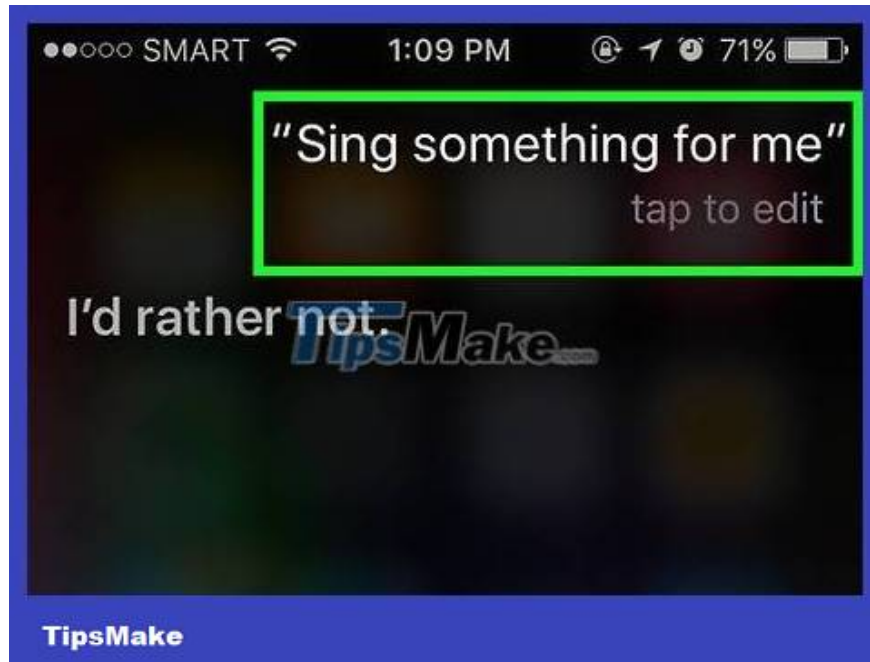 SMART 1:09 PM 71%
"Sing something for me"
tap to edit
I'd rather not.
TipsMake.com
TipsMake